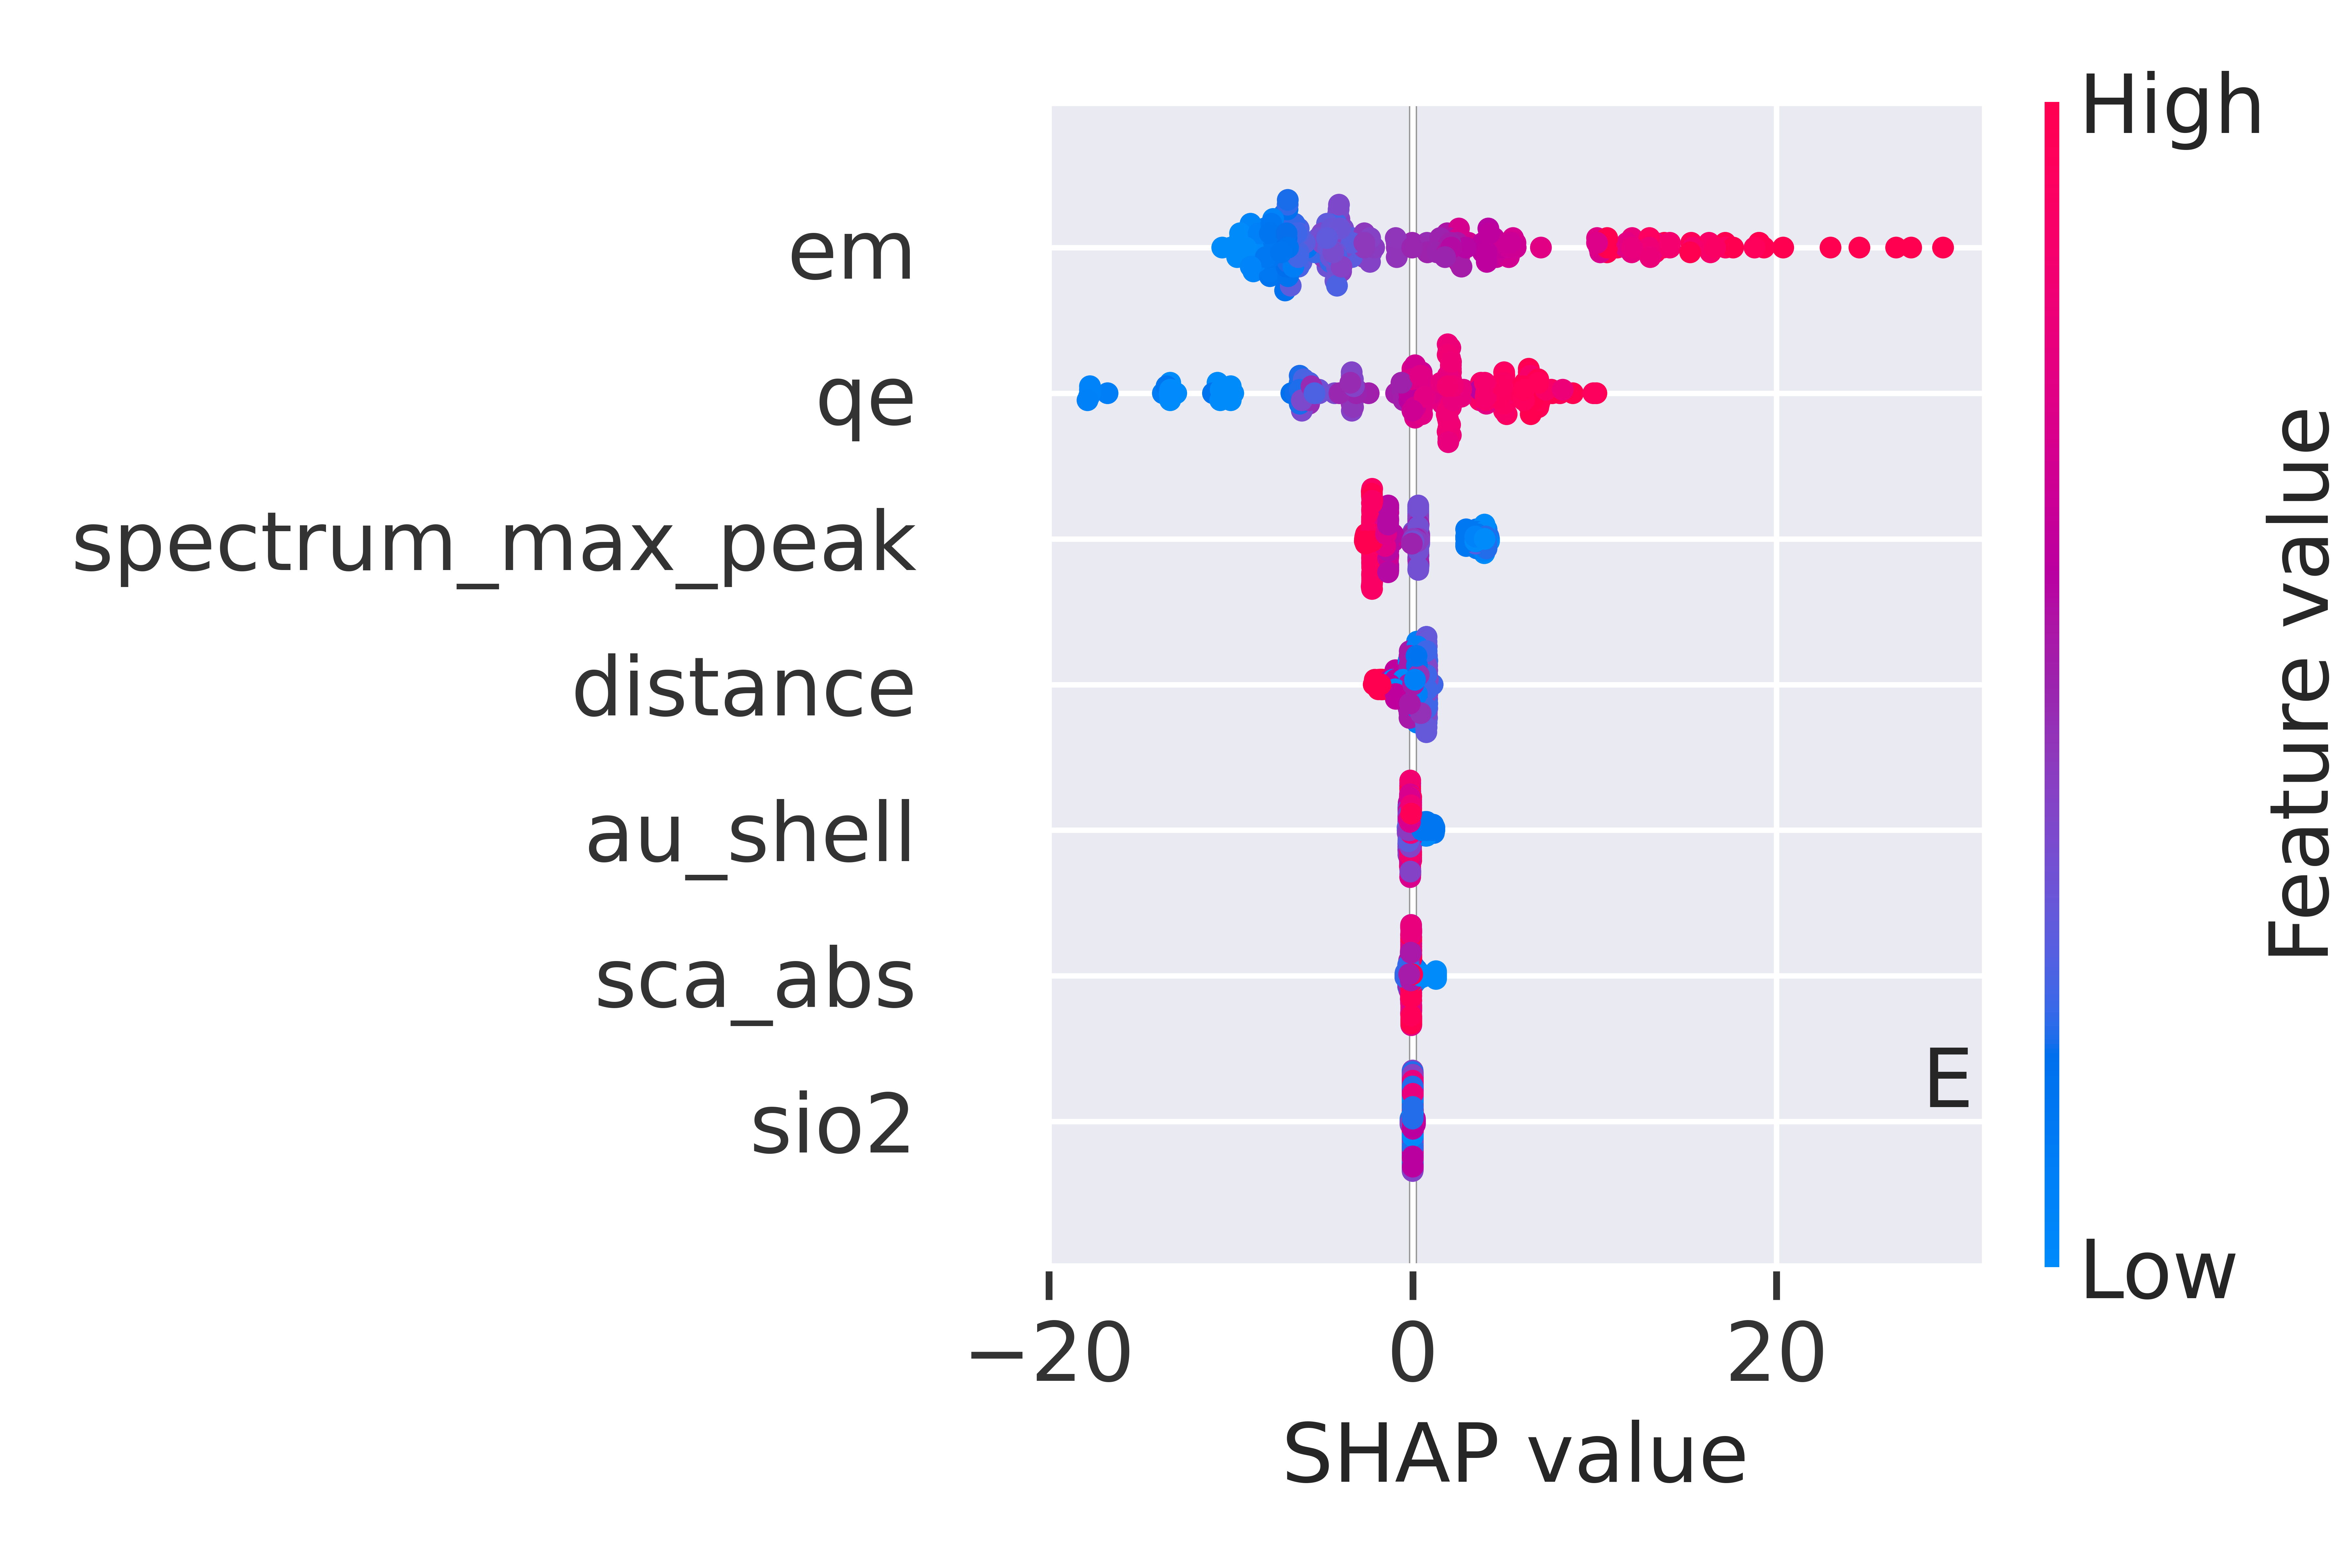 High
em
qe
spectrum_max_peak
distance
au_shell
sca_abs
sio2
E
Low
Feature value
−20 0 20
SHAP value